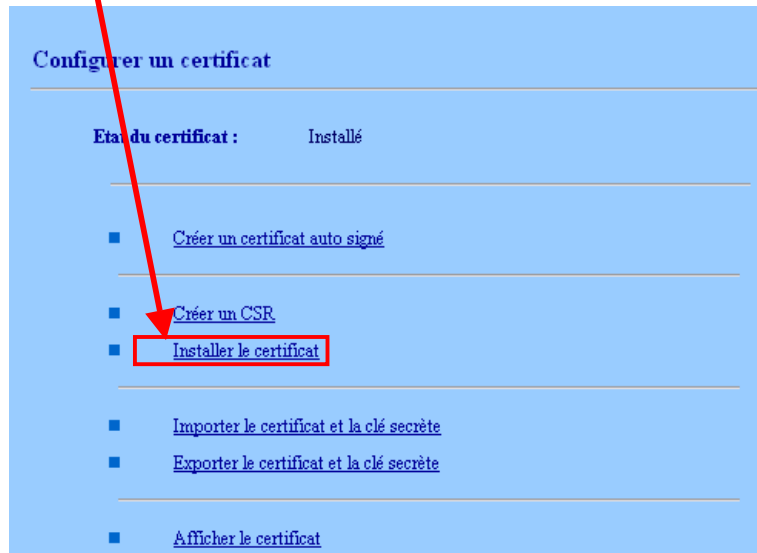 Configurer un certificat
Etat du certificat : Installé
Créer un certificat auto signé
Créer un CSR
Installer le certificat
Importer le certificat et la clé secrète
Exporter le certificat et la clé secrète
Afficher le certificat